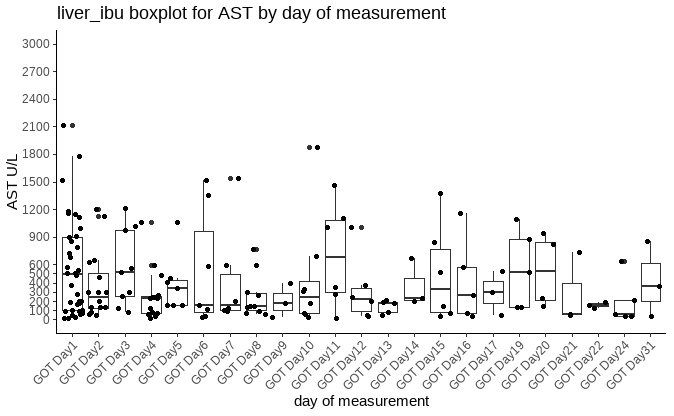 liver_ibu boxplot for AST by day of measurement
AST U/L
3000
2700
2400
2100
1800
1500
1200
900
600
500
400
300
200
100
0
GOT Day1
GOT Day2
GOT Day3
GOT Day4
GOT Day5
GOT Day6
GOT Day7
GOT Day8
GOT Day9
GOT Day10
GOT Day11
GOT Day12
GOT Day13
GOT Day14
GOT Day15
GOT Day16
GOT Day17
GOT Day19
GOT Day20
GOT Day21
GOT Day22
GOT Day24
GOT Day31
day of measurement